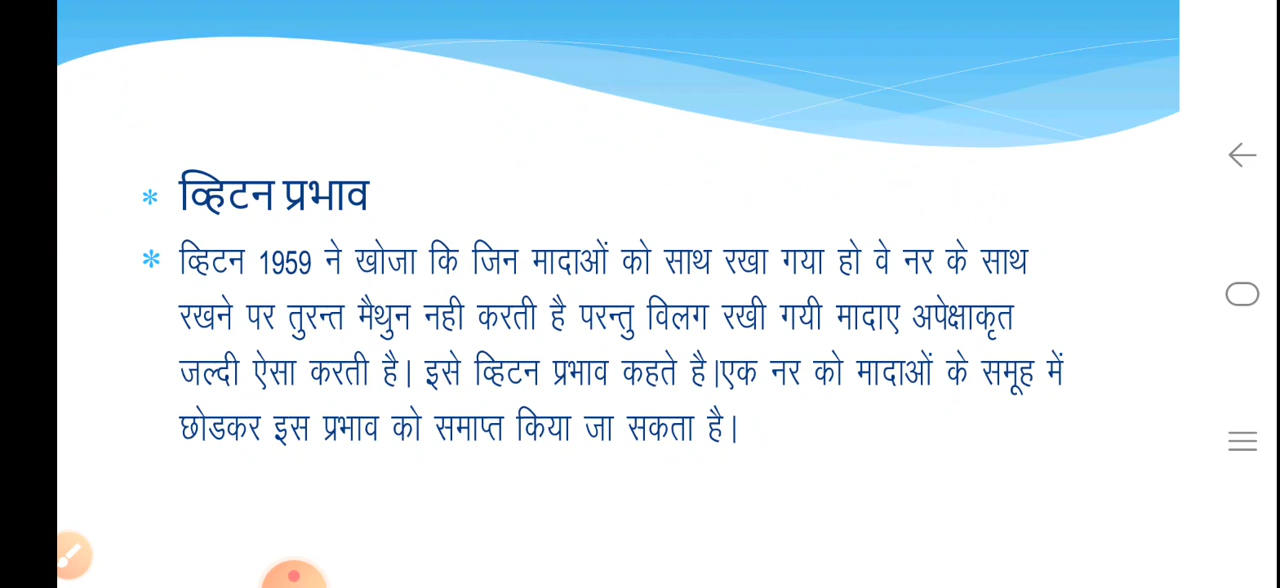 * व्हिटन प्रभाव
* व्हिटन 1959 ने खोजा कि जिन मादाओं को साथ रखा गया हो वे नर के साथ
रखने पर तुरन्त मैथुन नही करती है परन्तु विलग रखी गयी मादाए अपेक्षाकृत
जल्दी ऐसा करती है। इसे व्हिटन प्रभाव कहते है।एक नर को मादाओं के समूह में
छोडकर इस प्रभाव को समाप्त किया जा सकता है।